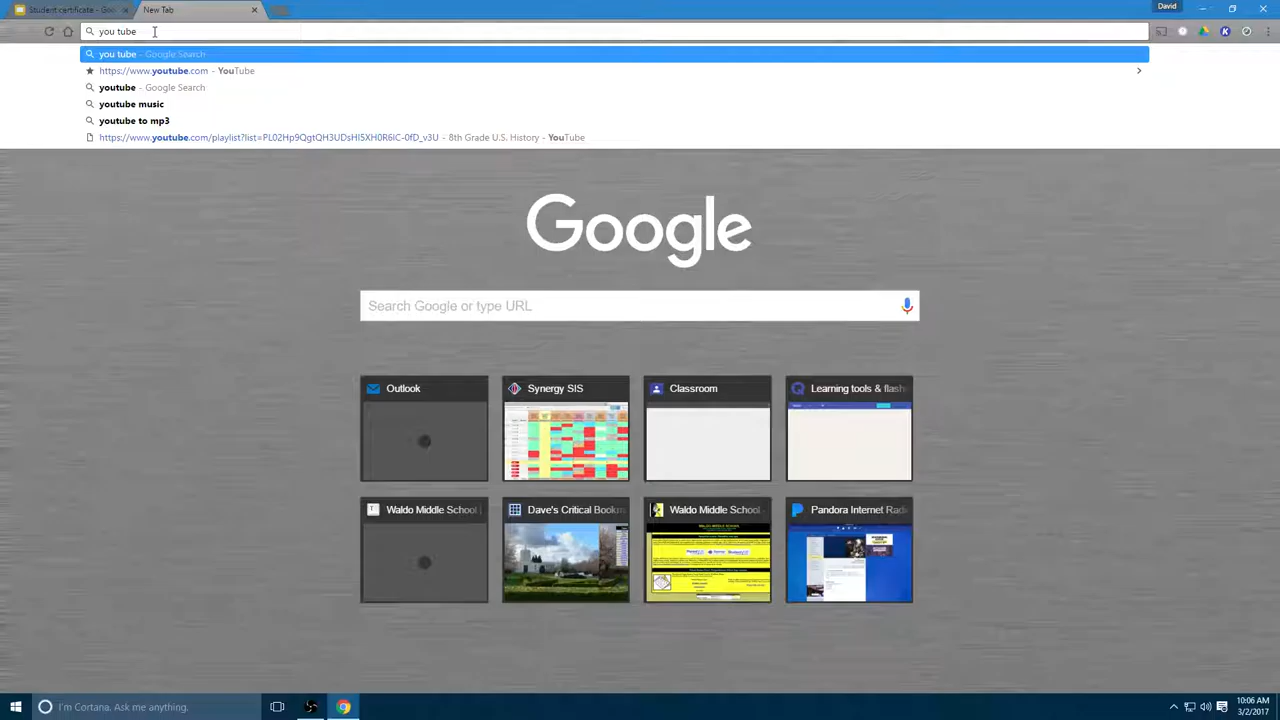 Student certificate - Goo
New Tab
David
you tube
you tube - Google Search
https://www.youtube.com - YouTube
youtube - Google Search
youtube music
youtube to mp3
https://www.youtube.com/playlist?list=PL02Hp9QgtQH3UDsHISXH0R6IC-0fD_v3U - 8th Grade U.S. History - YouTube
Google
Search Google or type URL
Outlook
Synergy SIS
Classroom
Learning tools & flash
Waldo Middle School |
Dave's Critical Bookm
Waldo Middle School -
Pandora Internet Radi
I'm Cortana. Ask me anything.
10:06 AM
3/2/2017